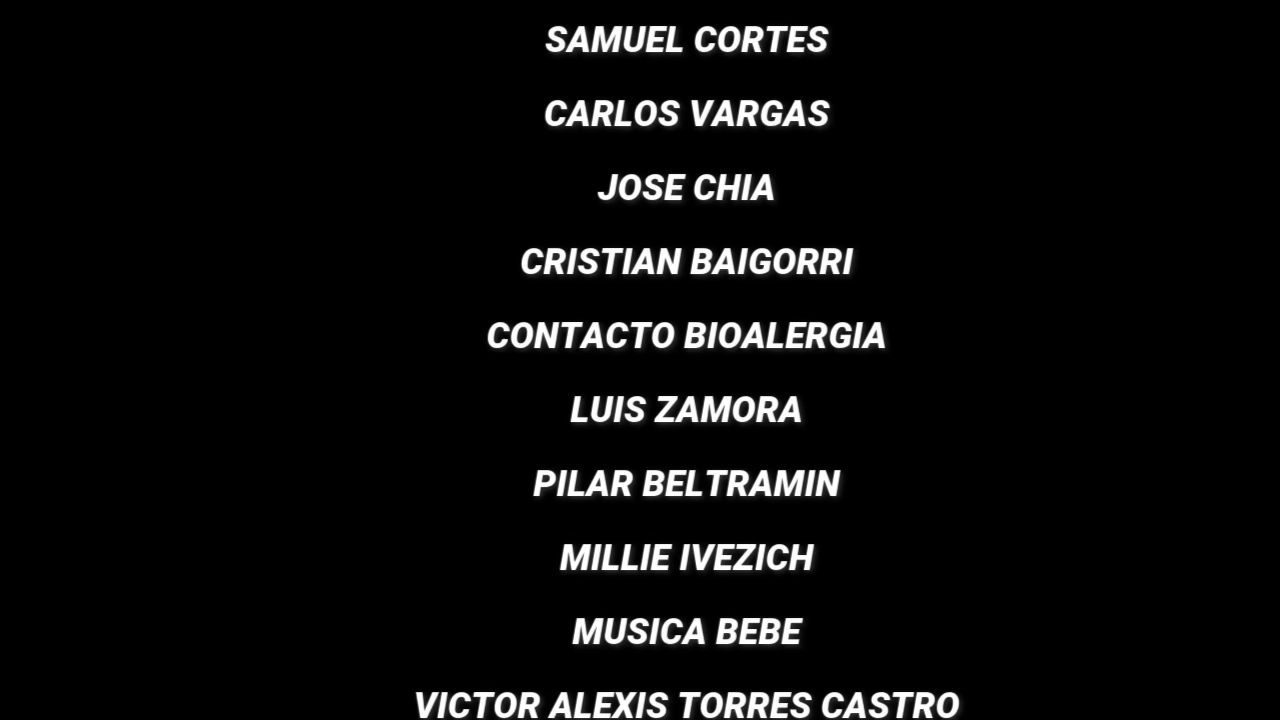 SAMUEL CORTES
CARLOS VARGAS
JOSE CHIA
CRISTIAN BAIGORRI
CONTACTO BIOALERGIA
LUIS ZAMORA
PILAR BELTRAMIN
MILLIE IVEZICH
MUSICA BEBE
VICTOR ALEXIS TORRES CASTRO